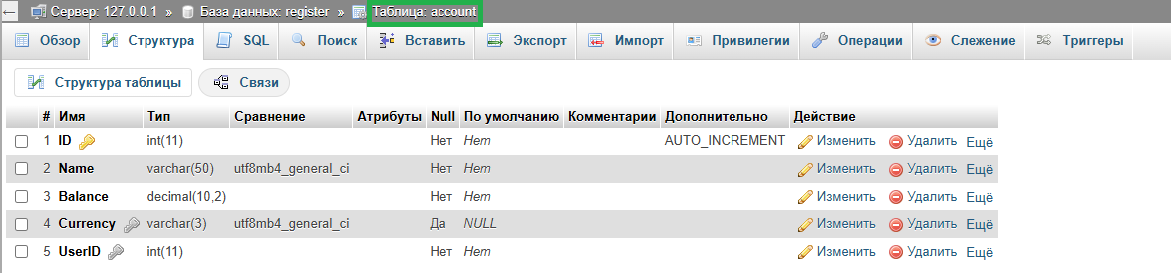 ← Сервер: 127.0.0.1 » База данных: register » Таблица: account
Обзор Структура SQL Поиск Вставить Экспорт Импорт Привилегии Операции Слежение Триггеры
Структура таблицы Связи
# Имя Тип Сравнение Атрибуты Null По умолчанию Комментарии Дополнительно Действие
1 ID int(11) Нет Нет AUTO_INCREMENT Изменить Удалить Ещё
2 Name varchar(50) utf8mb4_general_ci Нет Нет Изменить Удалить Ещё
3 Balance decimal(10,2) Нет Нет Изменить Удалить Ещё
4 Currency varchar(3) utf8mb4_general_ci Да NULL Изменить Удалить Ещё
5 UserID int(11) Нет Нет Изменить Удалить Ещё